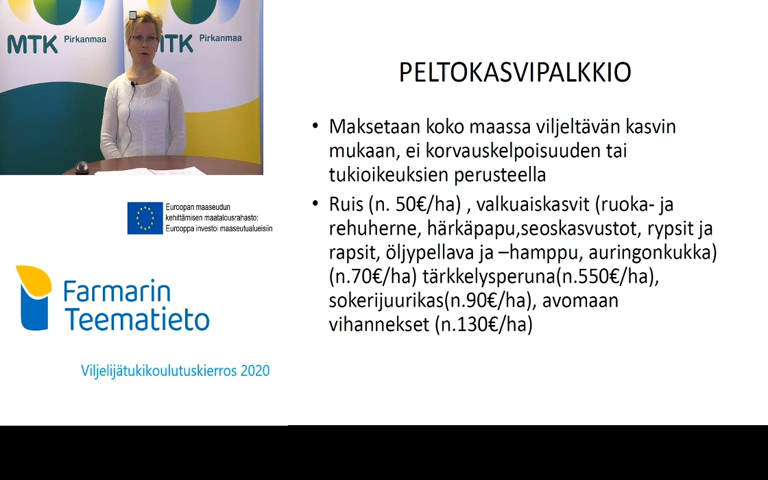 MTK Pirkanmaa
MTK Pirkanmaa
PELTOKASVIPALKKIO
• Maksetaan koko maassa viljeltävän kasvin
mukaan, ei korvauskelpoisuuden tai
tukioikeuksien perusteella
• Ruis (n. 50€/ha) , valkuaiskasvit (ruoka- ja
rehuherne, härkäpapu,seoskasvustot, rypsit ja
rapsit, öljypellava ja –hamppu, auringonkukka)
(n.70€/ha) tärkkelysperuna(n.550€/ha),
sokerijuurikas(n.90€/ha), avomaan
vihannekset (n.130€/ha)
Euroopan maaseudun
kehittämisen maatalousrahasto:
Eurooppa investoi maaseutualueisiin
Farmarin
Teematieto
Viljelijätukikoulutuskierros 2020